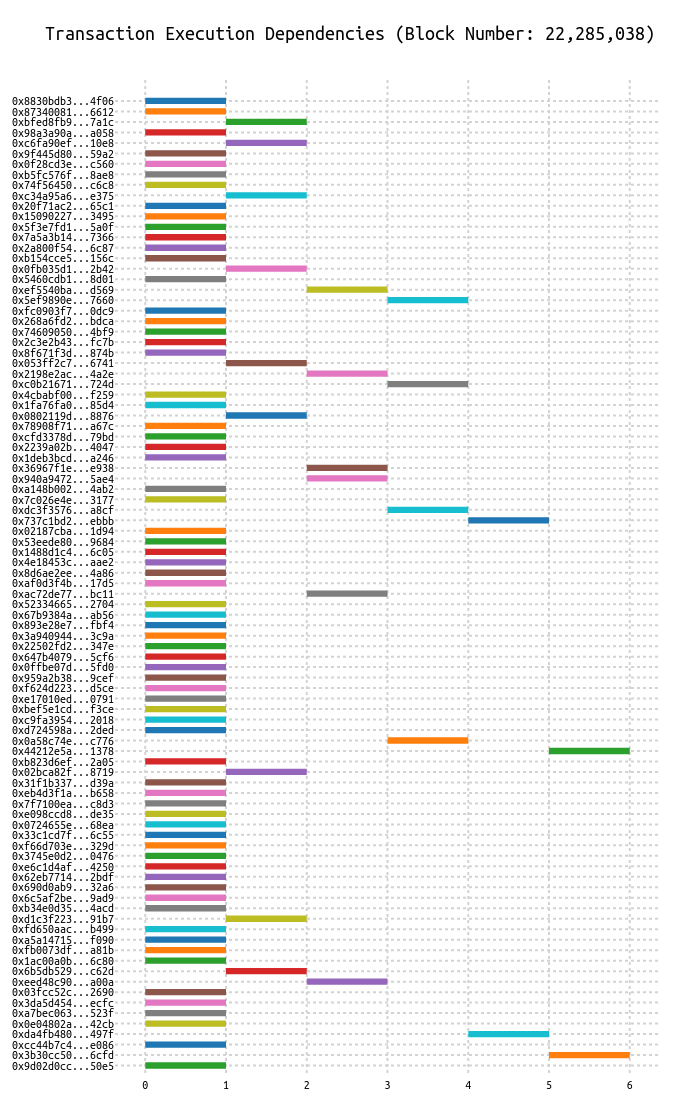 Transaction Execution Dependencies (Block Number: 22,285,038)
0x8830bdb3...4f06
0x87340081...6612
0xbfed8fb9...7a1c
0x98a3a90a...a058
0xc6fa90ef...10e8
0x9f445d80...59a2
0x0f28cd3e...c560
0xb5fc576f...8ae8
0x74f56450...c6c8
0xc34a95a6...e375
0x20f71ac2...65c1
0x15090227...3495
0x5f3e7fd1...5a0f
0x7a5a3b14...7366
0x2a800f54...6c87
0xb154cce5...156c
0x0fb035d1...2b42
0x5460cdb1...8d01
0xef5540ba...d569
0x5ef9890e...7660
0xfc0903f7...0dc9
0x268a6fd2...bdca
0x74609050...4bf9
0x2c3e2b43...fc7b
0x8f671f3d...874b
0x053ff2c7...6741
0x2198e2ac...4a2e
0xc0b21671...724d
0x4cbabf00...f259
0x1fa76fa0...85d4
0x0802119d...8876
0x78908f71...a67c
0xcfd3378d...79bd
0x2239a02b...4047
0x1deb3bcd...a246
0x36967f1e...e938
0x940a9472...5ae4
0xa148b002...4ab2
0x7c026e4e...3177
0xdc3f3576...a8cf
0x737c1bd2...ebbb
0x02187cba...1d94
0x53eede80...9684
0x1488d1c4...6c05
0x4e18453c...aae2
0x8d6ae2ee...4a86
0xaf0d3f4b...17d5
0xac72de77...bc11
0x52334665...2704
0x67b9384a...ab56
0x893e28e7...fbf4
0x3a940944...3c9a
0x22502fd2...347e
0x647b4079...5cf6
0x0ffbe07d...5fd0
0x959a2b38...9cef
0xf624d223...d5ce
0xe17010ed...0791
0xbef5e1cd...f3ce
0xc9fa3954...2018
0xd724598a...2ded
0x0a58c74e...c776
0x44212e5a...1378
0xb823d6ef...2a05
0x02bca82f...8719
0x31f1b337...d39a
0xeb4d3f1a...b658
0x7f7100ea...c8d3
0xe098ccd8...de35
0x0724655e...68ea
0x33c1cd7f...6c55
0xf66d703e...329d
0x3745e0d2...0476
0xe6c1d4af...4250
0x62eb7714...2bdf
0x690d0ab9...32a6
0x6c5af2be...9ad9
0xb34e0d35...4acd
0xd1c3f223...91b7
0xfd650aac...b499
0xa5a14715...f090
0xfb0073df...a81b
0x1ac00a0b...6c80
0x6b5db529...c62d
0xeed48c90...a00a
0x03fcc52c...2690
0x3da5d454...ecfc
0xa7bec063...523f
0x0e04802a...42cb
0xda4fb480...497f
0xcc44b7c4...e086
0x3b30cc50...6cfd
0x9d02d0cc...50e5
0 1 2 3 4 5 6